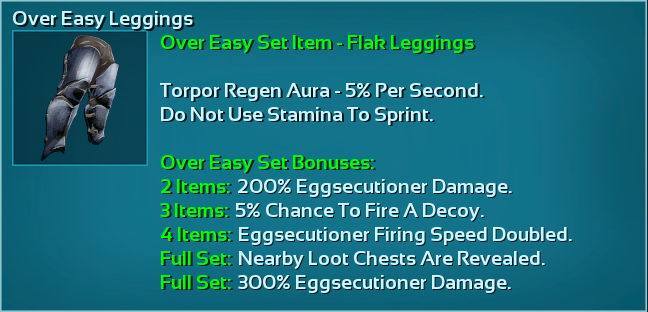 Over Easy Leggings
Over Easy Set Item - Flak Leggings
Torpor Regen Aura - 5% Per Second.
Do Not Use Stamina To Sprint.
Over Easy Set Bonuses:
2 Items: 200% Eggsecutioner Damage.
3 Items: 5% Chance To Fire A Decoy.
4 Items: Eggsecutioner Firing Speed Doubled.
Full Set: Nearby Loot Chests Are Revealed.
Full Set: 300% Eggsecutioner Damage.